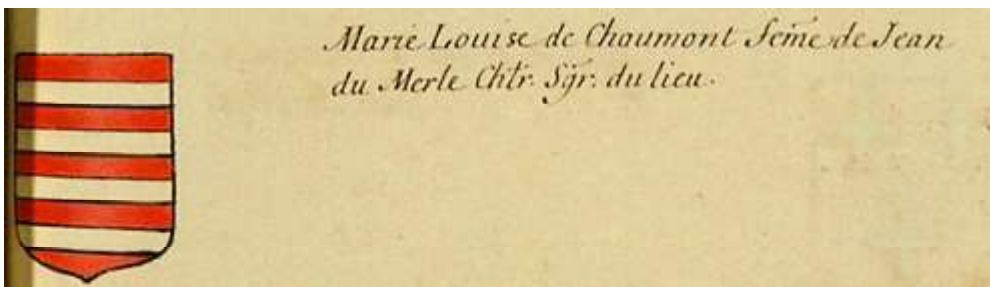 Marie Louise de Chaumont feme de Jean
du Merle Chtr. Sgr. du lieu.